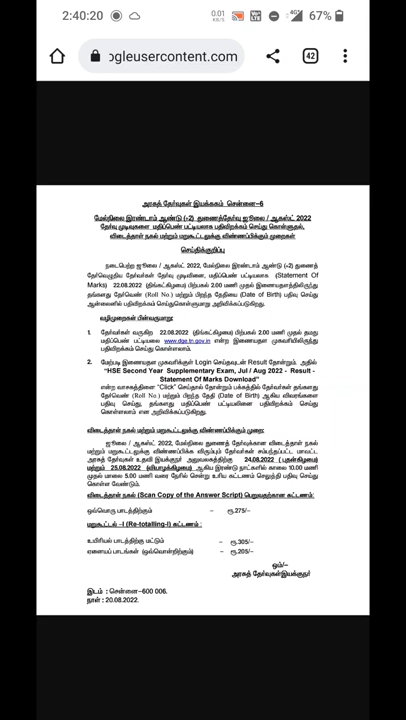 2:40:20
0.01
KB/S
4G
67%
ogleusercontent.com
42
அரசுத் தேர்வுகள் இயக்ககம் சென்னை-6
மேல்நிலை இரண்டாம் ஆண்டு (+2) துணைத்தேர்வு ஜூலை / ஆகஸ்ட் 2022
தேர்வு முடிவுகளை மதிப்பெண் பட்டியலாக பதிவிறக்கம் செய்து கொள்ளுதல்,
விடைத்தாள் நகல் மற்றும் மறுகூட்டலுக்கு விண்ணப்பிக்கும் முறைகள்
செய்திக்குறிப்பு
நடைபெற்ற ஜூலை / ஆகஸ்ட் 2022, மேல்நிலை இரண்டாம் ஆண்டு (+2) துணைத்
தேர்வெழுதிய தேர்வர்கள் தேர்வு முடிவினை, மதிப்பெண் பட்டியலாக (Statement Of
Marks) 22.08.2022 (திங்கட்கிழமை) பிற்பகல் 2.00 மணி முதல் இணையதளத்திலிருந்து
தங்களது தேர்வெண் (Roll No.) மற்றும் பிறந்த தேதியை (Date of Birth) பதிவு செய்து
ஆன்லைனில் பதிவிறக்கம் செய்துகொள்ளுமாறு அறிவிக்கப்படுகிறது.
வழிமுறைகள் பின்வருமாறு:
1. தேர்வர்கள் வருகிற 22.08.2022 (திங்கட்கிழமை) பிற்பகல் 2.00 மணி முதல் தமது
மதிப்பெண் பட்டியலை www.dge.tn.gov.in என்ற இணையதள முகவரியிலிருந்து
பதிவிறக்கம் செய்து கொள்ளலாம்.
2. மேற்படி இணையதள முகவரிக்குள் Login செய்தவுடன் Result தோன்றும். அதில்
"HSE Second Year Supplementary Exam, Jul / Aug 2022 - Result -
Statement Of Marks Download"
என்ற வாசகத்தினை "Click" செய்தால் தோன்றும் பக்கத்தில் தேர்வர்கள் தங்களது
தேர்வெண் (Roll No.) மற்றும் பிறந்த தேதி (Date of Birth) ஆகிய விவரங்களை
பதிவு செய்து, தங்களது மதிப்பெண் பட்டியலினை பதிவிறக்கம் செய்து
கொள்ளலாம் என அறிவிக்கப்படுகிறது.
விடைத்தாள் நகல் மற்றும் மறுகூட்டலுக்கு விண்ணப்பிக்கும் முறை:
ஜூலை / ஆகஸ்ட் 2022, மேல்நிலை துணைத் தேர்வுக்கான விடைத்தாள் நகல்
மற்றும் மறுகூட்டலுக்கு விண்ணப்பிக்க விரும்பும் தேர்வர்கள் சம்பந்தப்பட்ட மாவட்ட
அரசுத் தேர்வுகள் உதவி இயக்குநர் அலுவலகத்திற்கு 24.08.2022 (புதன்கிழமை)
மற்றும் 25.08.2022 (வியாழக்கிழமை) ஆகிய இரண்டு நாட்களில் காலை 10.00 மணி
முதல் மாலை 5.00 மணி வரை நேரில் சென்று உரிய கட்டணம் செலுத்தி பதிவு செய்து
கொள்ள வேண்டும்.
விடைத்தாள் நகல் (Scan Copy of the Answer Script) பெறுவதற்கான கட்டணம்:
ஒவ்வொரு பாடத்திற்கும் – ரூ.275/–
மறுகூட்டல் –I (Re-totalling-I) கட்டணம் :
உயிரியல் பாடத்திற்கு மட்டும் – ரூ.305/–
ஏனைய பாடங்கள் (ஒவ்வொன்றிற்கும்) – ரூ.205/–
ஒம்/–
அரசுத் தேர்வுகள்இயக்குநர்
இடம் : சென்னை–600 006.
நாள் : 20.08.2022.